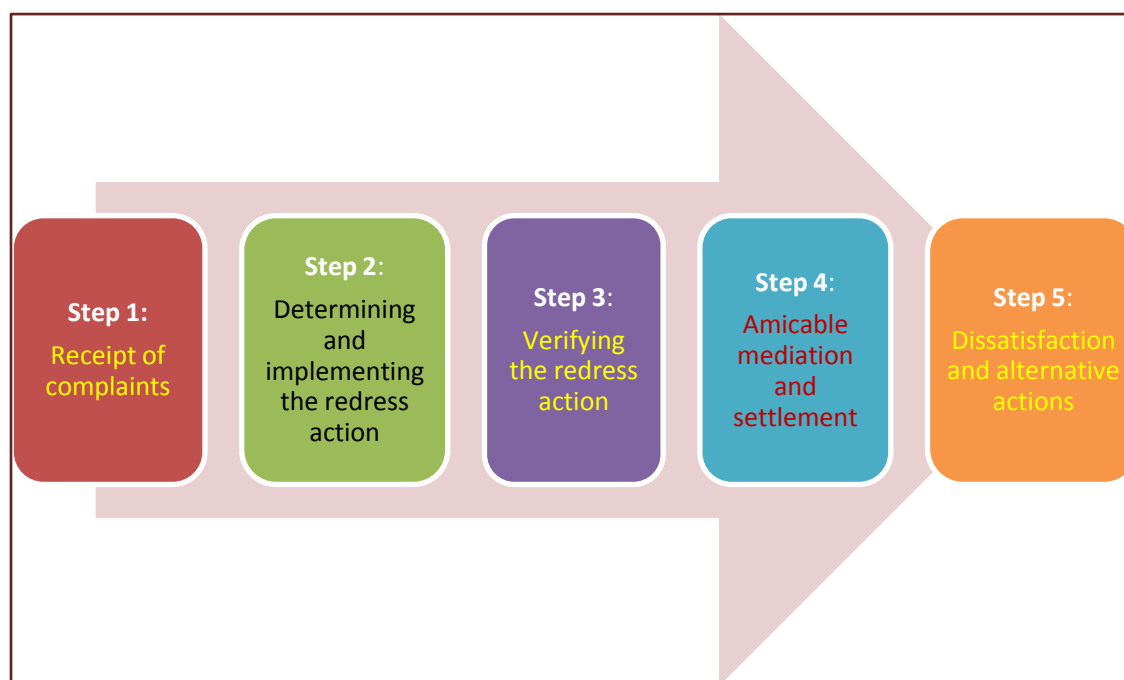 Step 1:
Receipt of
complaints
Step 2:
Determining
and
implementing
the redress
action
Step 3:
Verifying
the redress
action
Step 4:
Amicable
mediation
and
settlement
Step 5:
Dissatisfaction
and alternative
actions